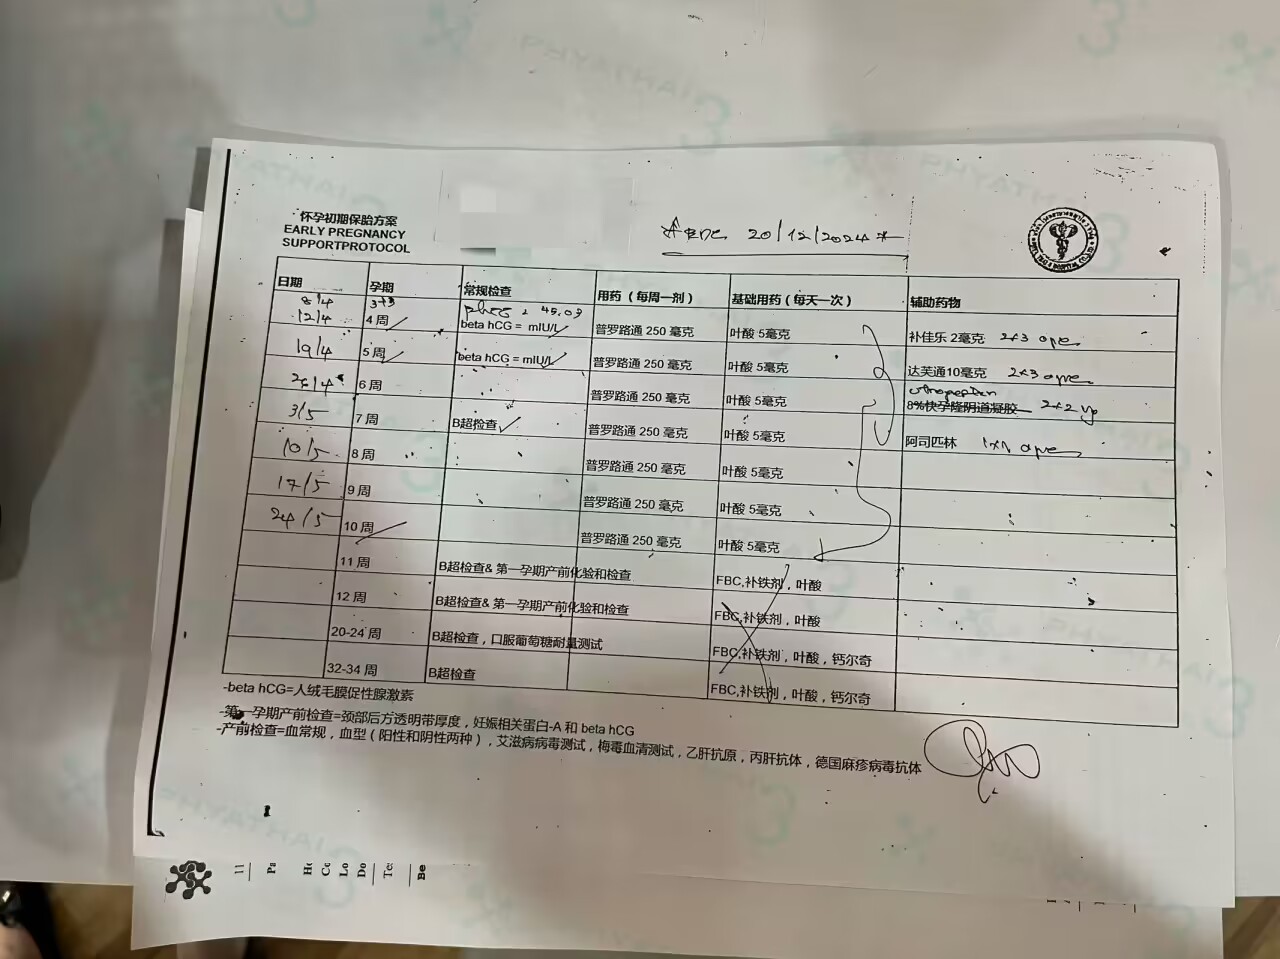 怀孕初期保胎方案
EARLY PREGNANCY
SUPPORTPROTOCOL
20/12/2024
日期 孕期 常规检查 用药（每周一剂） 基础用药（每天一次） 辅助药物
8/4 3+3
12/4 4周 beta hCG = mIU/L 普罗路通 250 毫克 叶酸 5毫克 补佳乐 2毫克 2x3
19/4 5周 beta hCG = mIU/L 普罗路通 250 毫克 叶酸 5毫克 达芙通10毫克 2x3
26/4 6周 普罗路通 250 毫克 叶酸 5毫克 8%快孕隆阴道凝胶 2x2
3/5 7周 B超检查 普罗路通 250 毫克 叶酸 5毫克 阿司匹林 1x1
10/5 8周 普罗路通 250 毫克 叶酸 5毫克
17/5 9周 普罗路通 250 毫克 叶酸 5毫克
24/5 10周 普罗路通 250 毫克 叶酸 5毫克
11周 B超检查& 第一孕期产前化验和检查 FBC,补铁剂，叶酸
12周 B超检查& 第一孕期产前化验和检查 FBC,补铁剂，叶酸
20-24周 B超检查，口服葡萄糖耐量测试 FBC,补铁剂，叶酸，钙尔奇
32-34周 B超检查 FBC,补铁剂，叶酸，钙尔奇
-beta hCG=人绒毛膜促性腺激素
-第一孕期产前检查=颈部后方透明带厚度，妊娠相关蛋白-A 和 beta hCG
-产前检查=血常规，血型（阳性和阴性两种），艾滋病病毒测试，梅毒血清测试，乙肝抗原，丙肝抗体，德国麻疹病毒抗体